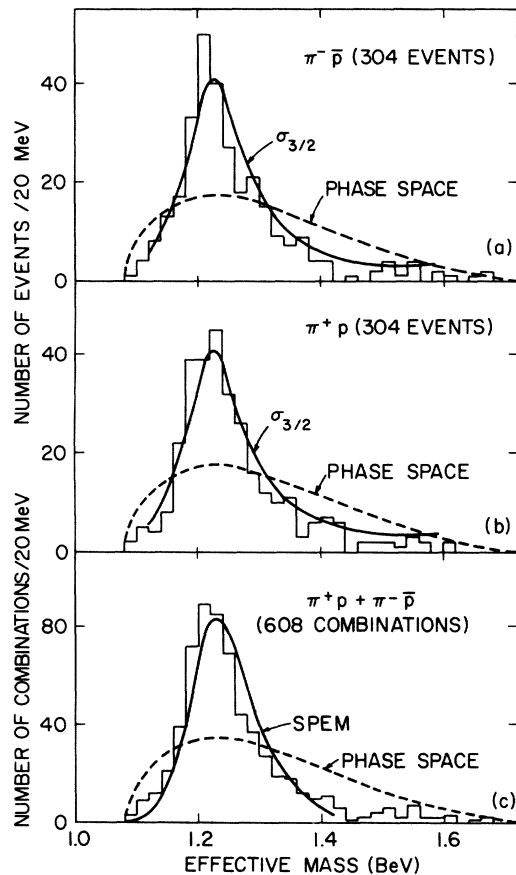 NUMBER OF EVENTS /20 MeV
π⁻ p̅ (304 EVENTS)
40
σ3/2
20
PHASE SPACE
(a)
0
π⁺ p (304 EVENTS)
40
σ3/2
20
PHASE SPACE
(b)
0
NUMBER OF COMBINATIONS/20 MeV
π⁺p + π⁻p̅
(608 COMBINATIONS)
80
SPEM
40
PHASE SPACE
(c)
0
1.0 1.2 1.4 1.6
EFFECTIVE MASS (BeV)